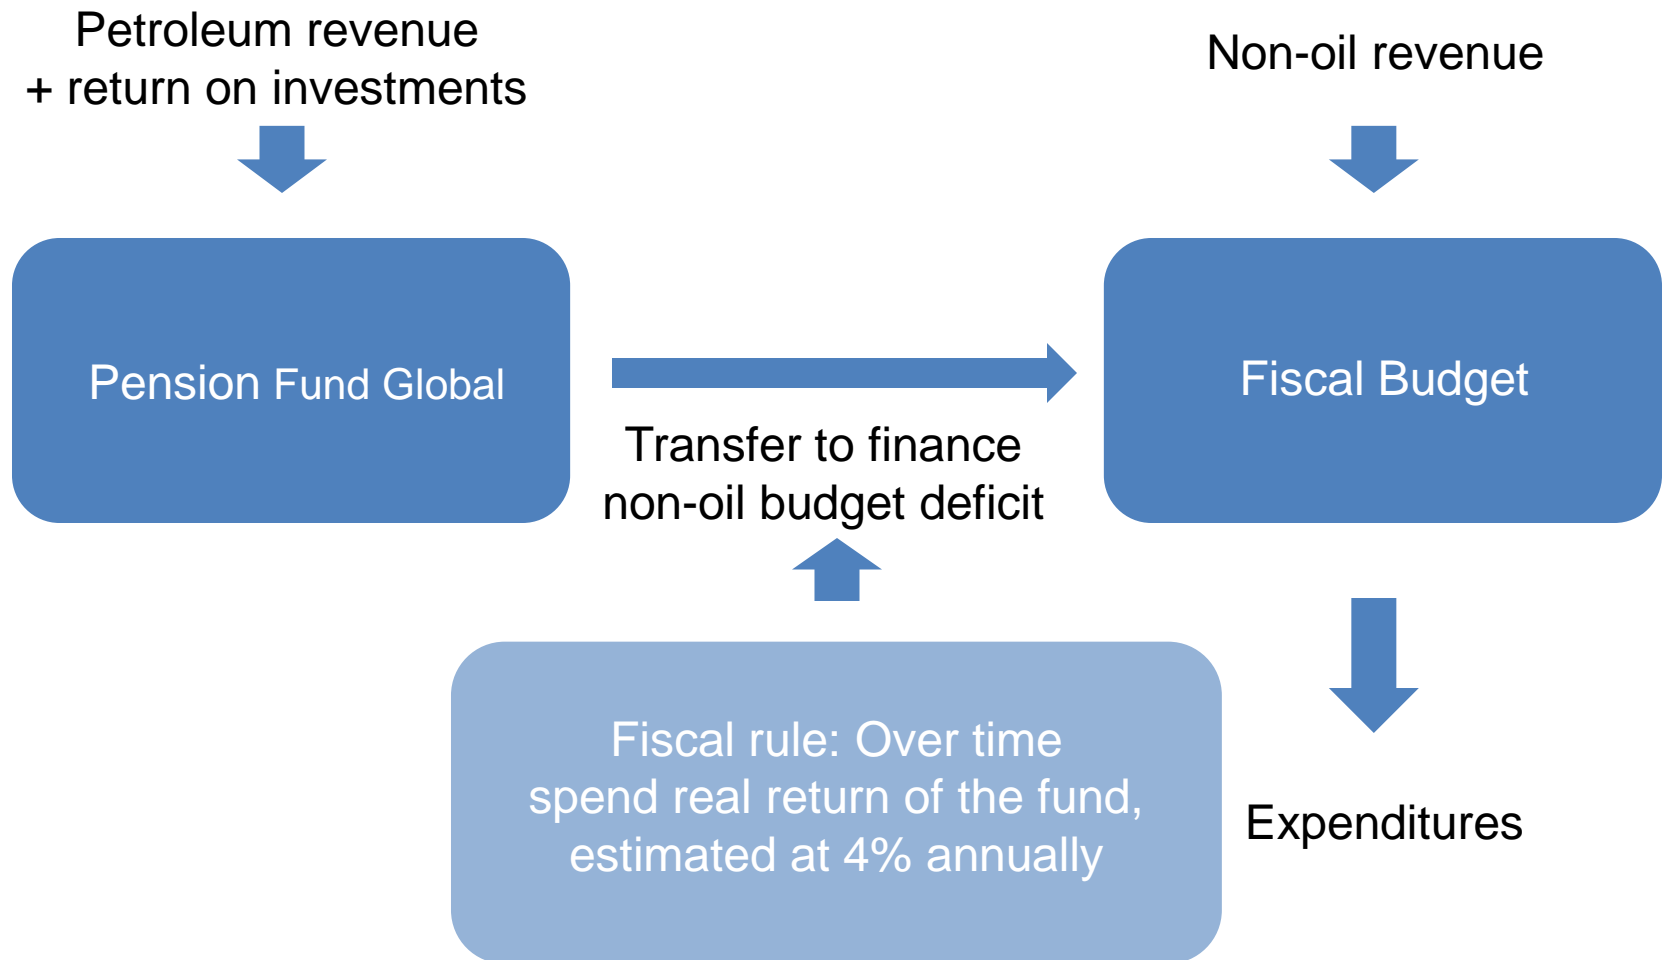 Petroleum revenue
+ return on investments
Non-oil revenue
Pension Fund Global
Fiscal Budget
Transfer to finance
non-oil budget deficit
Fiscal rule: Over time
spend real return of the fund,
estimated at 4% annually
Expenditures